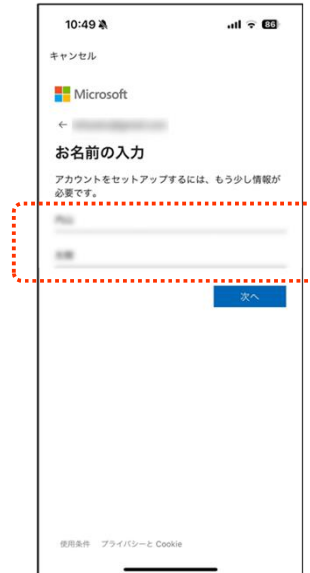 10:49
86
キャンセル
Microsoft
お名前の入力
アカウントをセットアップするには、もう少し情報が
必要です。
次へ
使用条件 プライバシーと Cookie